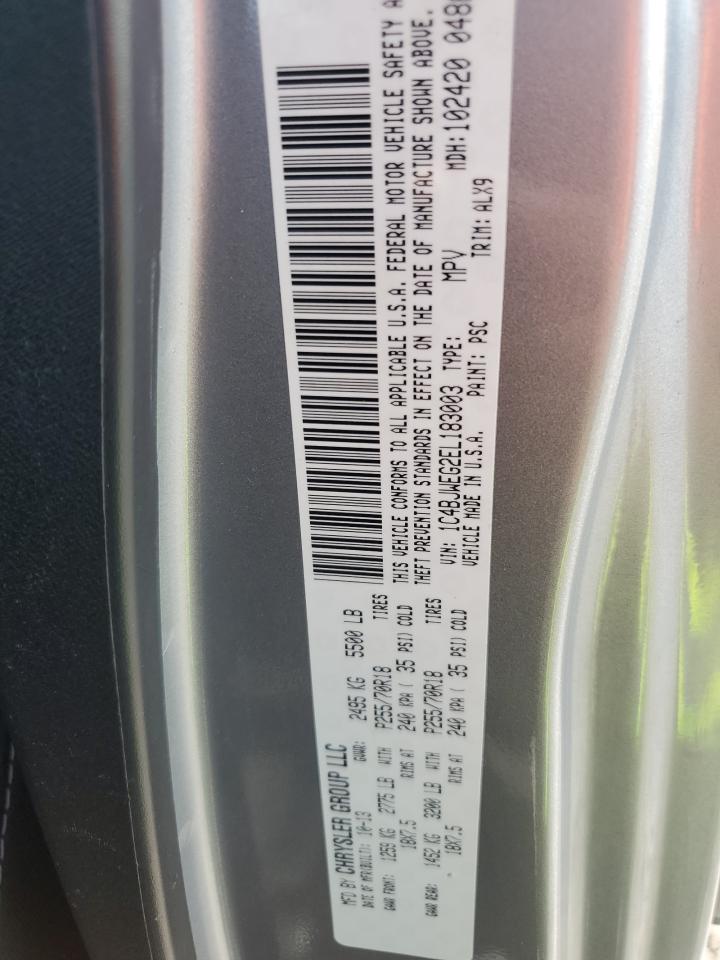 MFD BY CHRYSLER GROUP LLC
DATE OF MFR(BUILT): 10-13 GVWR: 2495 KG 5500 LB
GAWR FRONT: 1259 KG 2775 LB WITH P255/70R18 TIRES
18X7.5 RIMS AT 240 KPA ( 35 PSI) COLD
GAWR REAR: 1452 KG 3200 LB WITH P255/70R18 TIRES
18X7.5 RIMS AT 240 KPA ( 35 PSI) COLD
THIS VEHICLE CONFORMS TO ALL APPLICABLE U.S.A. FEDERAL MOTOR VEHICLE SAFETY
THEFT PREVENTION STANDARDS IN EFFECT ON THE DATE OF MANUFACTURE SHOWN ABOVE.
VIN: 1C4BJWEG2EL183003 TYPE: MPV MDH: 102420 048
VEHICLE MADE IN U.S.A. PAINT: PSC TRIM: ALX9